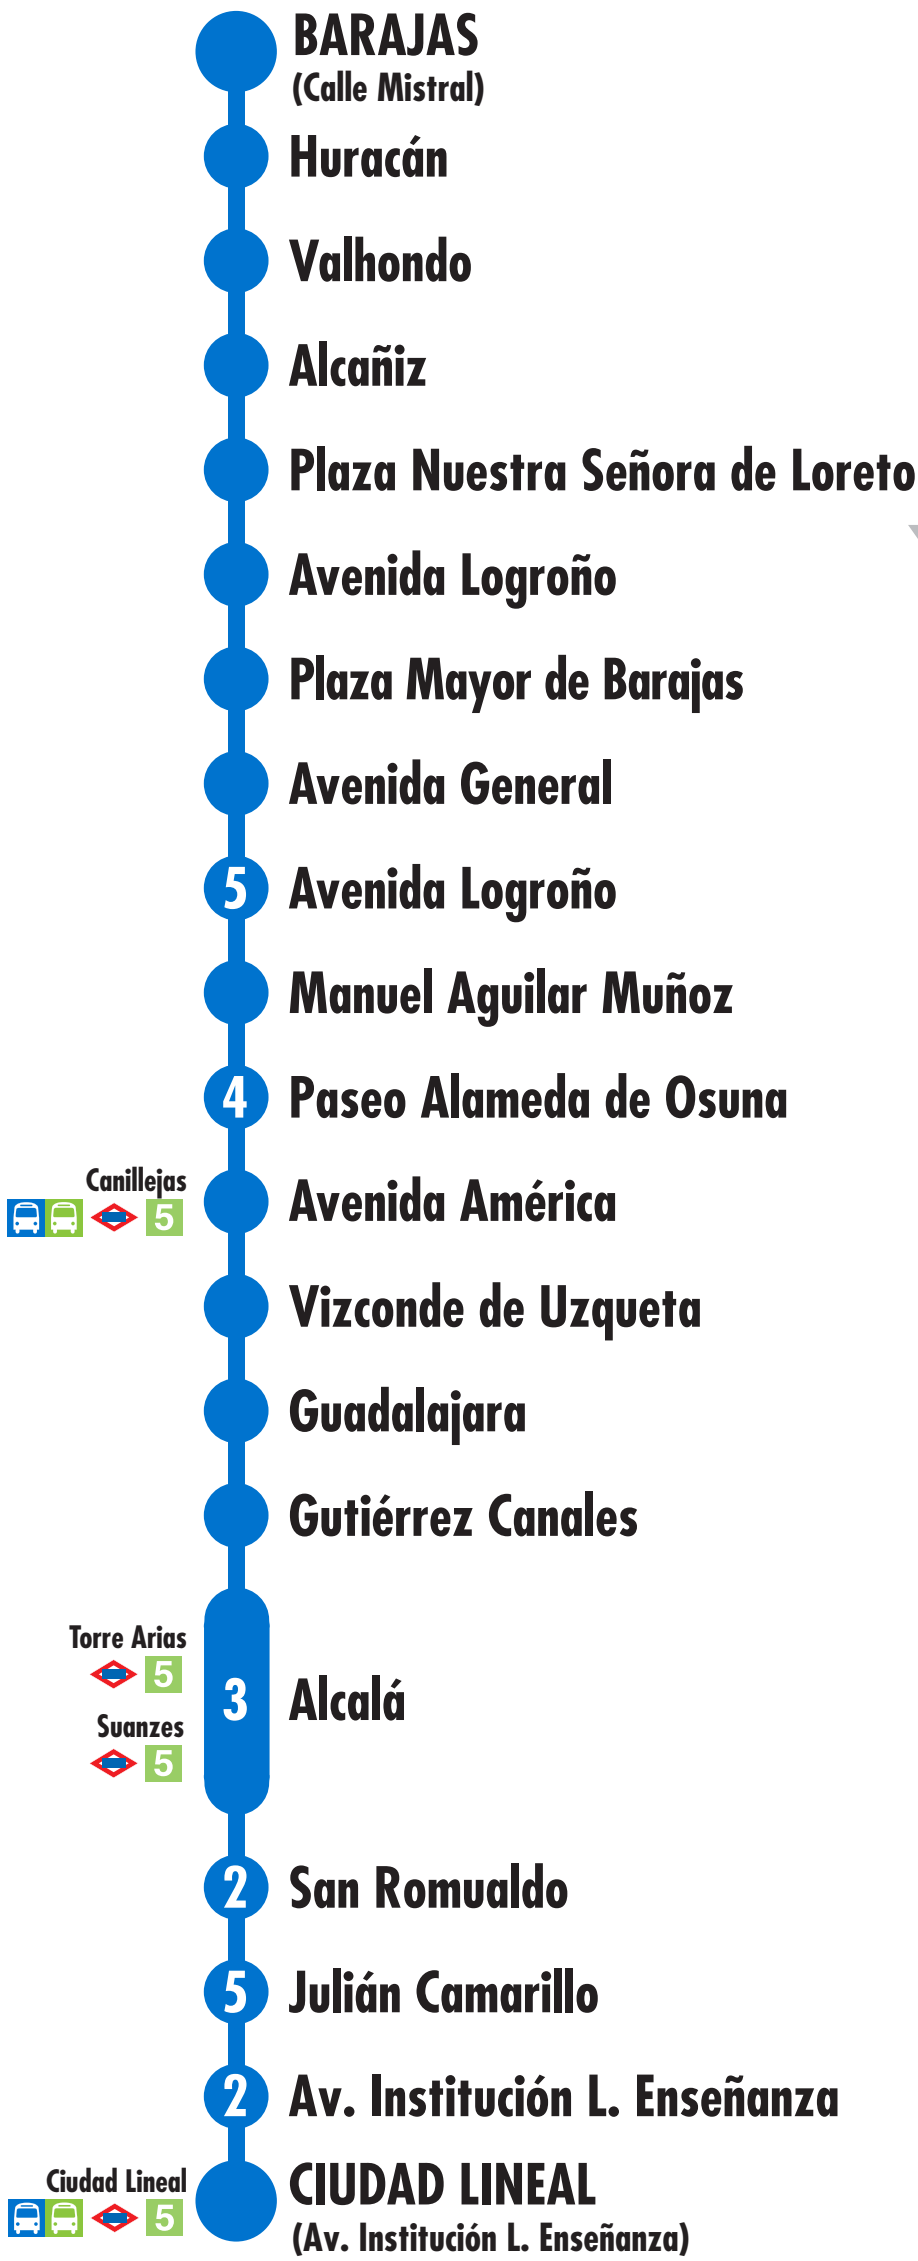 BARAJAS
(Calle Mistral)
Huracán
Valhondo
Alcañiz
Plaza Nuestra Señora de Loreto
Avenida Logroño
Plaza Mayor de Barajas
Avenida General
5 Avenida Logroño
Manuel Aguilar Muñoz
4 Paseo Alameda de Osuna
Canillejas
5
Avenida América
Vizconde de Uzqueta
Guadalajara
Gutiérrez Canales
Torre Arias
5
Suanzes
5
3 Alcalá
2 San Romualdo
5 Julián Camarillo
2 Av. Institución L. Enseñanza
Ciudad Lineal
5
CIUDAD LINEAL
(Av. Institución L. Enseñanza)